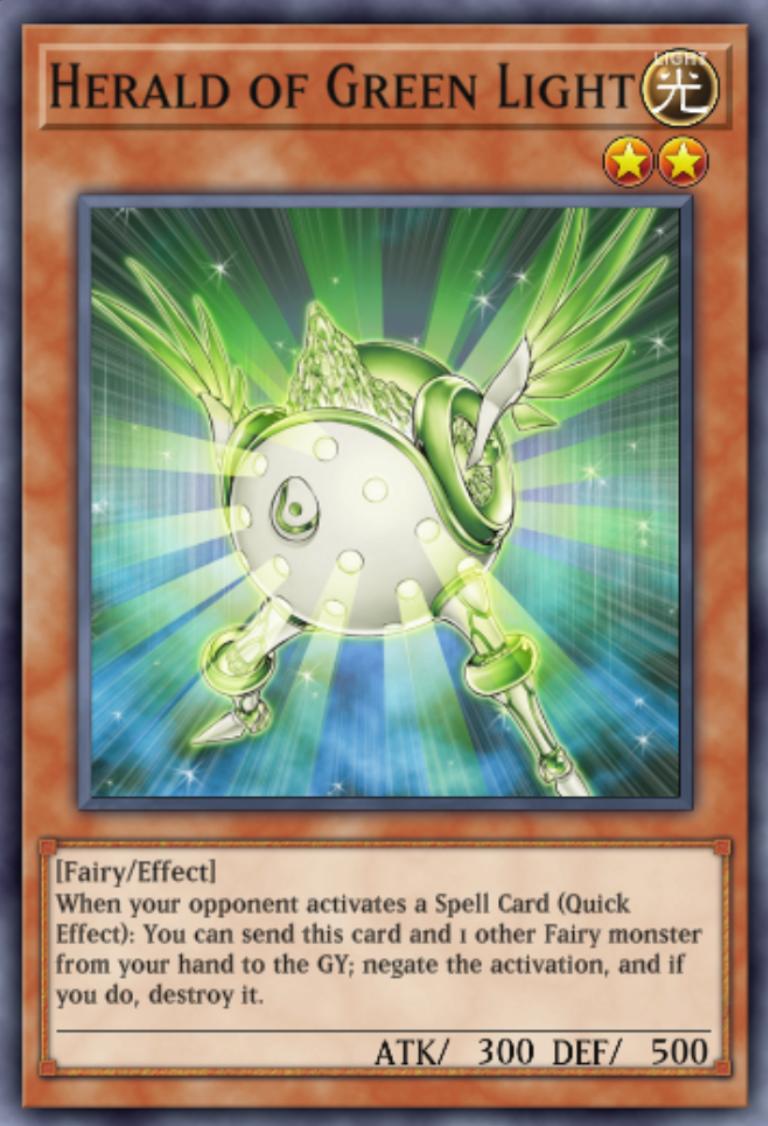 Herald of Green Light
LIGHT
光
[Fairy/Effect]
When your opponent activates a Spell Card (Quick
Effect): You can send this card and 1 other Fairy monster
from your hand to the GY; negate the activation, and if
you do, destroy it.
ATK/ 300 DEF/ 500